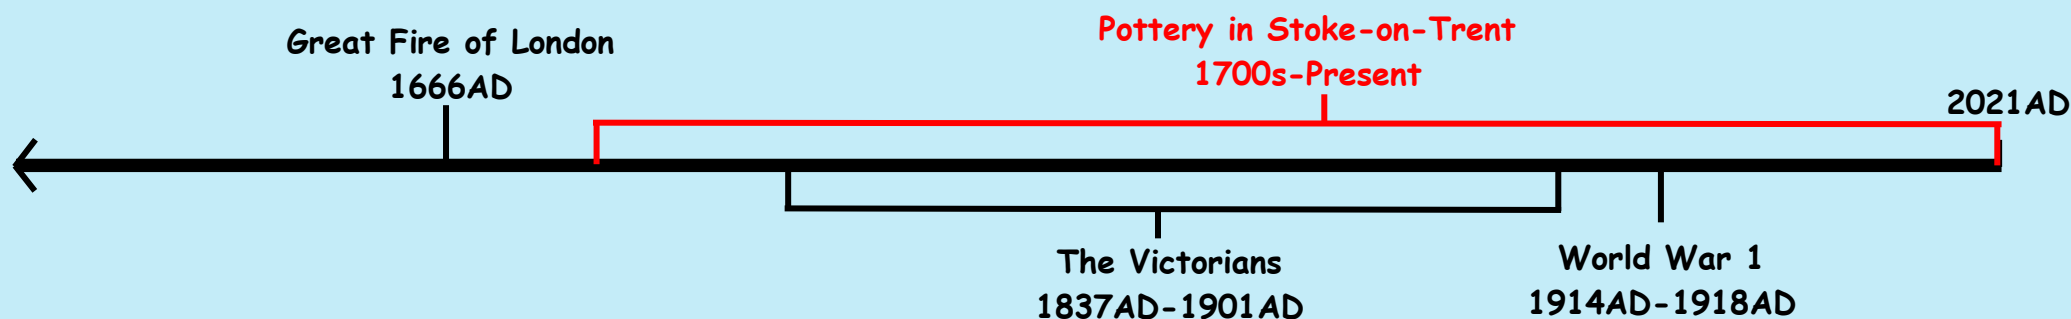 Great Fire of London
1666AD
Pottery in Stoke-on-Trent
1700s-Present
2021AD
The Victorians
1837AD-1901AD
World War 1
1914AD-1918AD